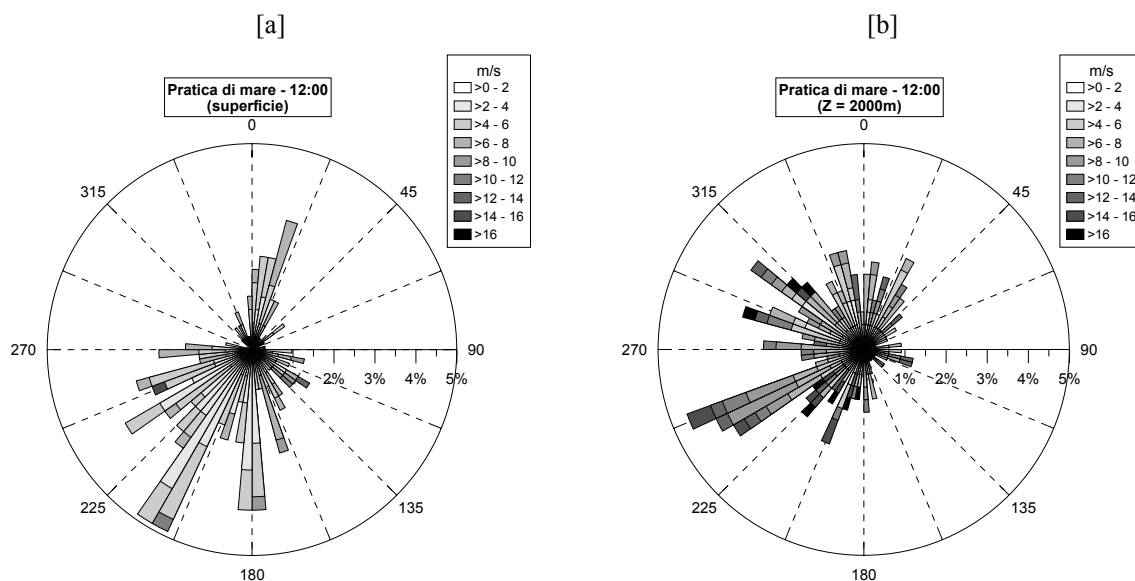 [a]
Pratica di mare - 12:00
(superficie)
m/s
>0 - 2
>2 - 4
>4 - 6
>6 - 8
>8 - 10
>10 - 12
>12 - 14
>14 - 16
>16
0
45
90
135
180
225
270
315
2%
3%
4%
5%
[b]
Pratica di mare - 12:00
(Z = 2000m)
m/s
>0 - 2
>2 - 4
>4 - 6
>6 - 8
>8 - 10
>10 - 12
>12 - 14
>14 - 16
>16
0
45
90
135
180
225
270
315
1%
2%
3%
4%
5%